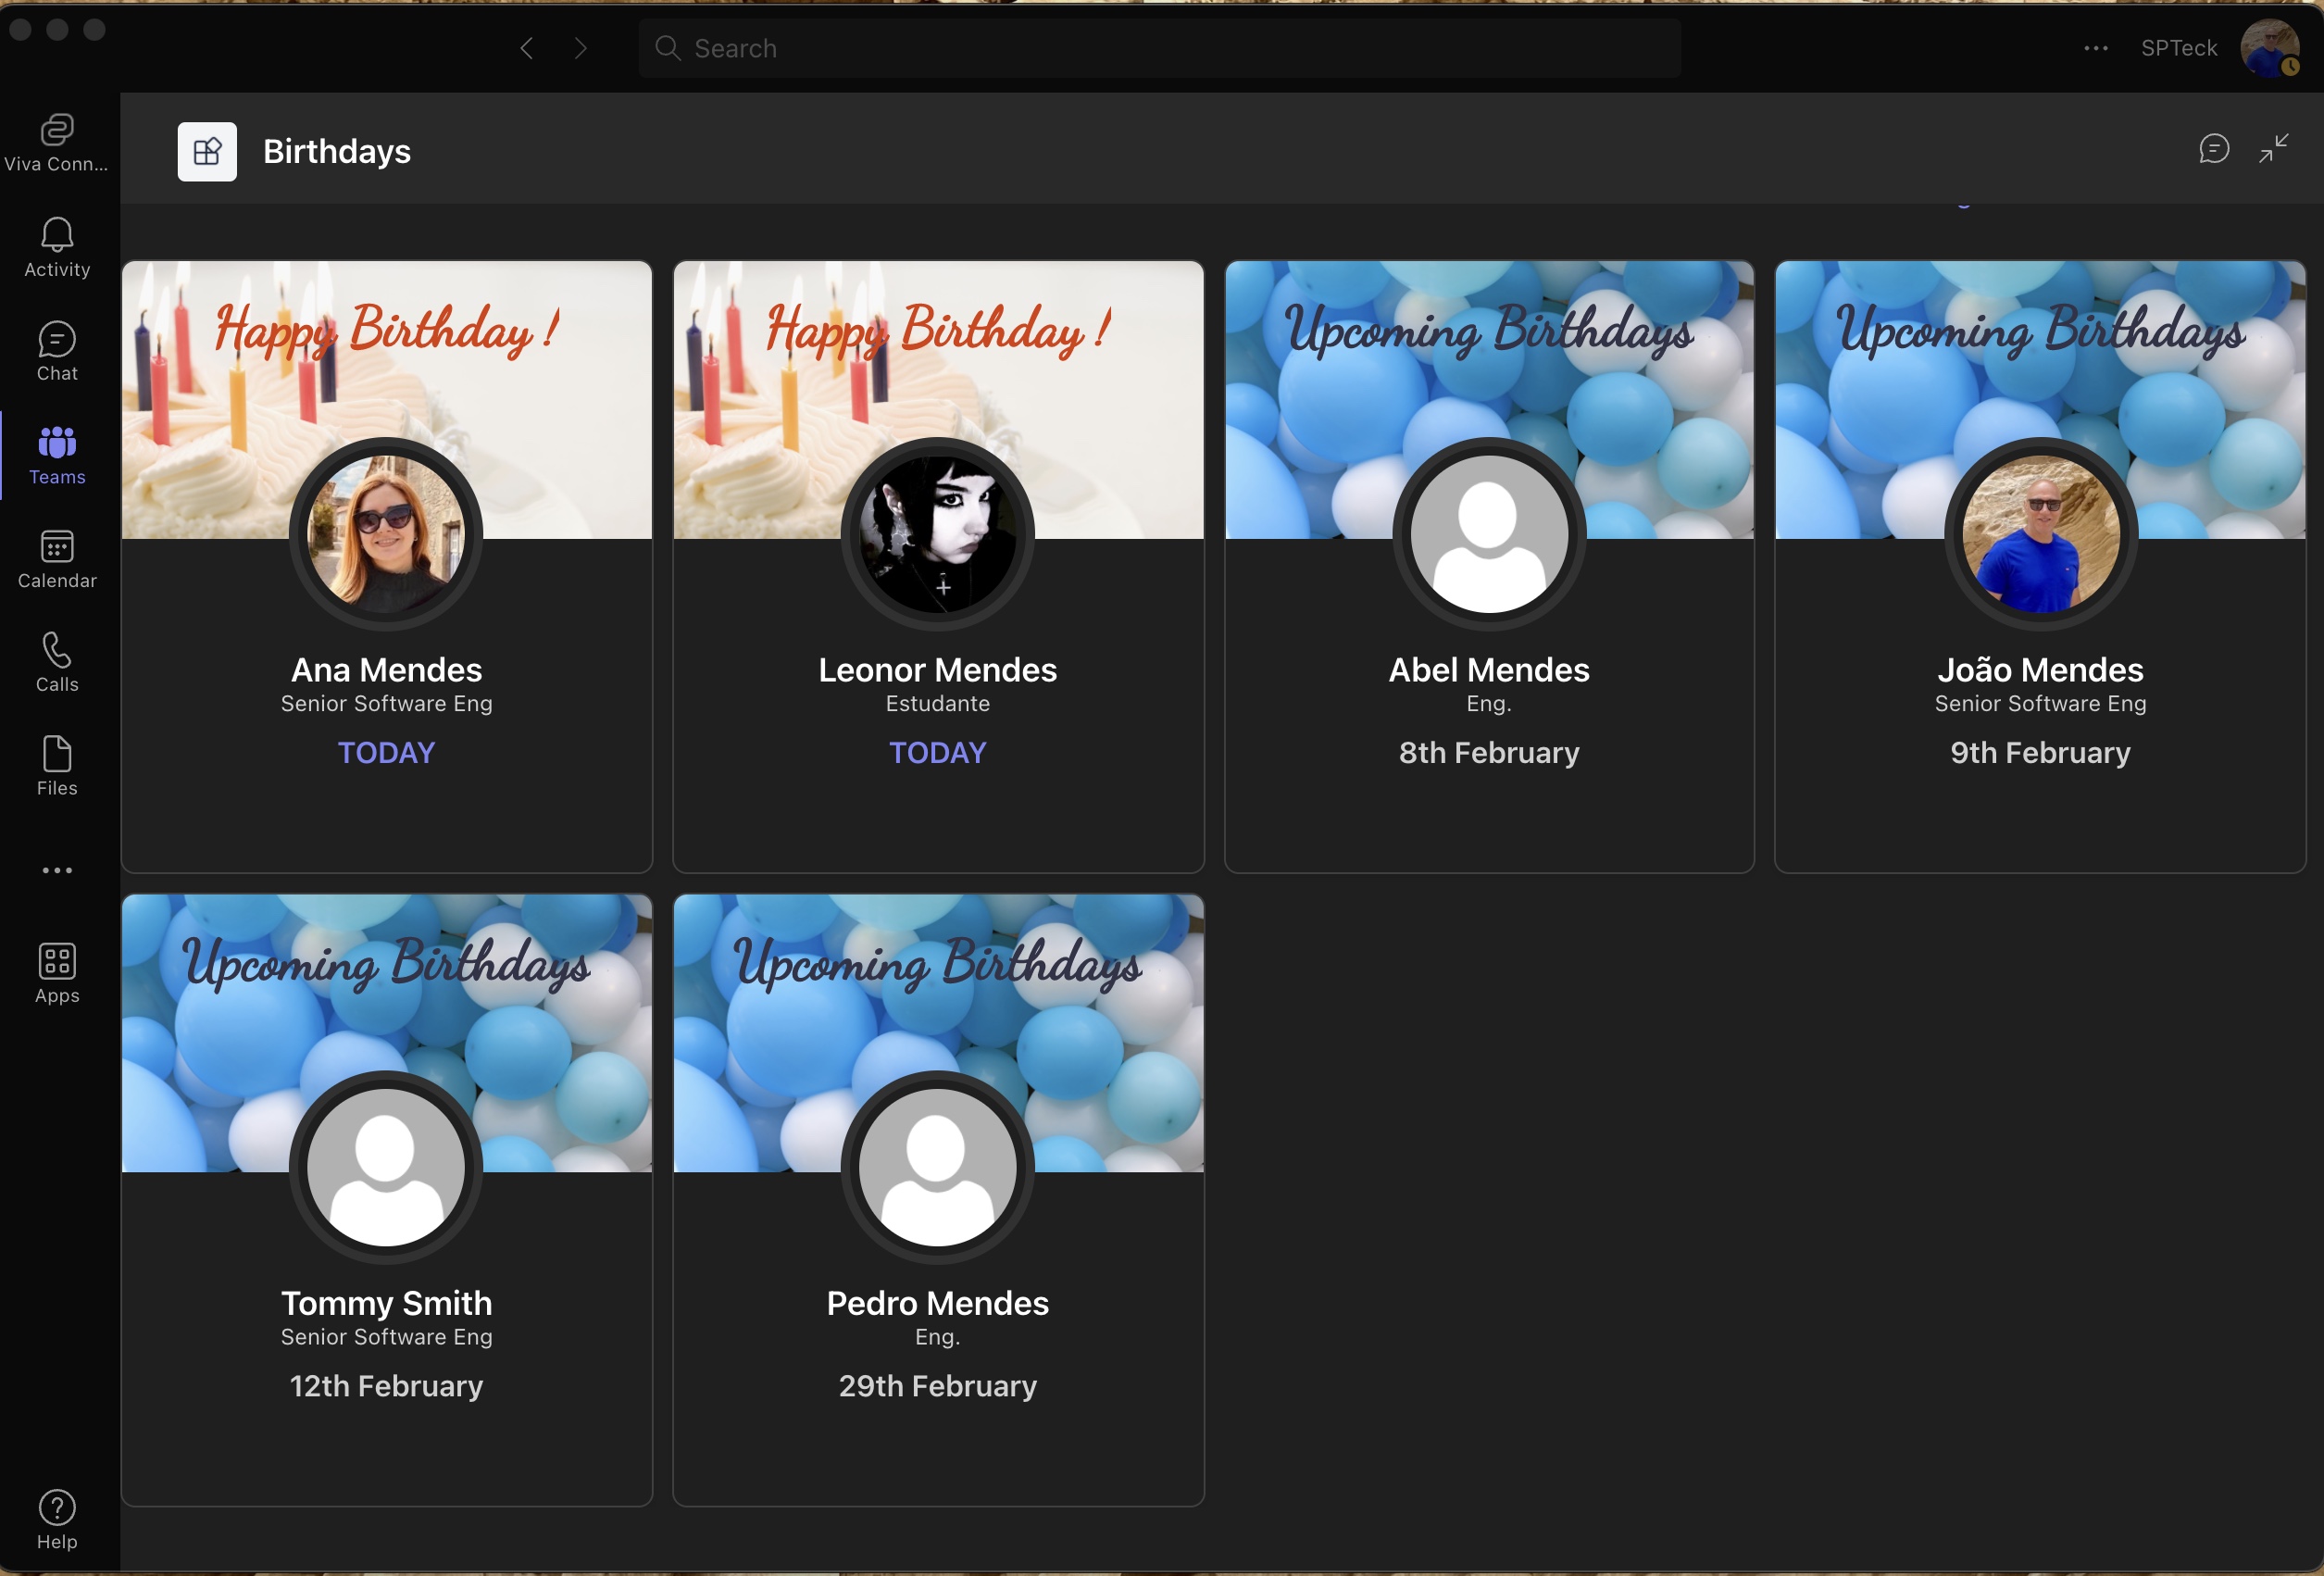 Search
SPTeck
Viva Conn...
Activity
Chat
Teams
Calendar
Calls
Files
Apps
Help
Birthdays
Happy Birthday !
Ana Mendes
Senior Software Eng
TODAY
Happy Birthday !
Leonor Mendes
Estudante
TODAY
Upcoming Birthdays
Abel Mendes
Eng.
8th February
Upcoming Birthdays
João Mendes
Senior Software Eng
9th February
Upcoming Birthdays
Tommy Smith
Senior Software Eng
12th February
Upcoming Birthdays
Pedro Mendes
Eng.
29th February